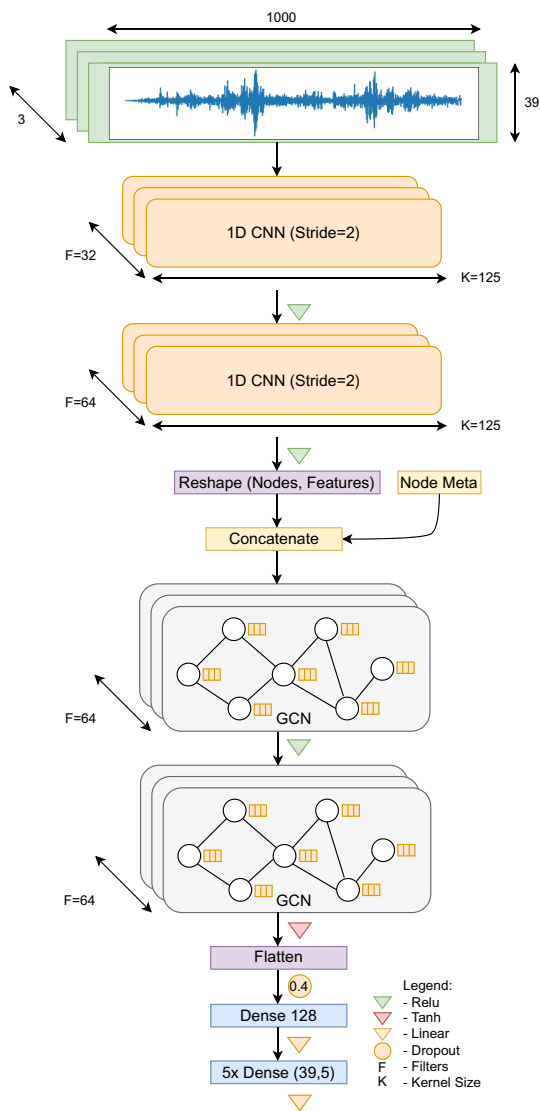 1000
3
39
1D CNN (Stride=2)
F=32
K=125
1D CNN (Stride=2)
F=64
K=125
Reshape (Nodes, Features)
Node Meta
Concatenate
GCN
F=64
GCN
F=64
Flatten
0.4
Dense 128
5x Dense (39,5)
Legend:
- Relu
- Tanh
- Linear
- Dropout
F - Filters
K - Kernel Size